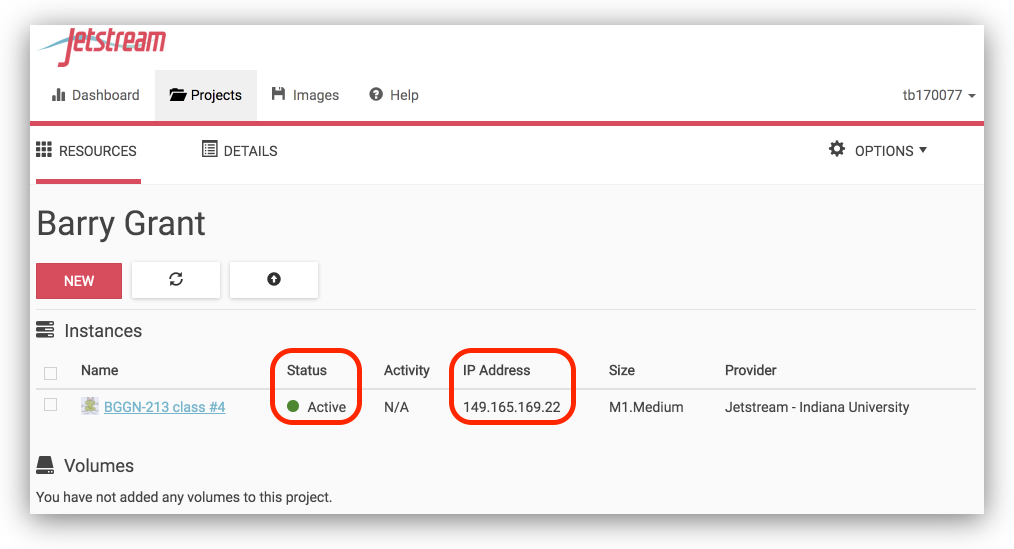 Jetstream
Dashboard Projects Images Help tb170077
RESOURCES DETAILS OPTIONS
Barry Grant
NEW
Instances
Name Status Activity IP Address Size Provider
BGGN-213 class #4 Active N/A 149.165.169.22 M1.Medium Jetstream - Indiana University
Volumes
You have not added any volumes to this project.